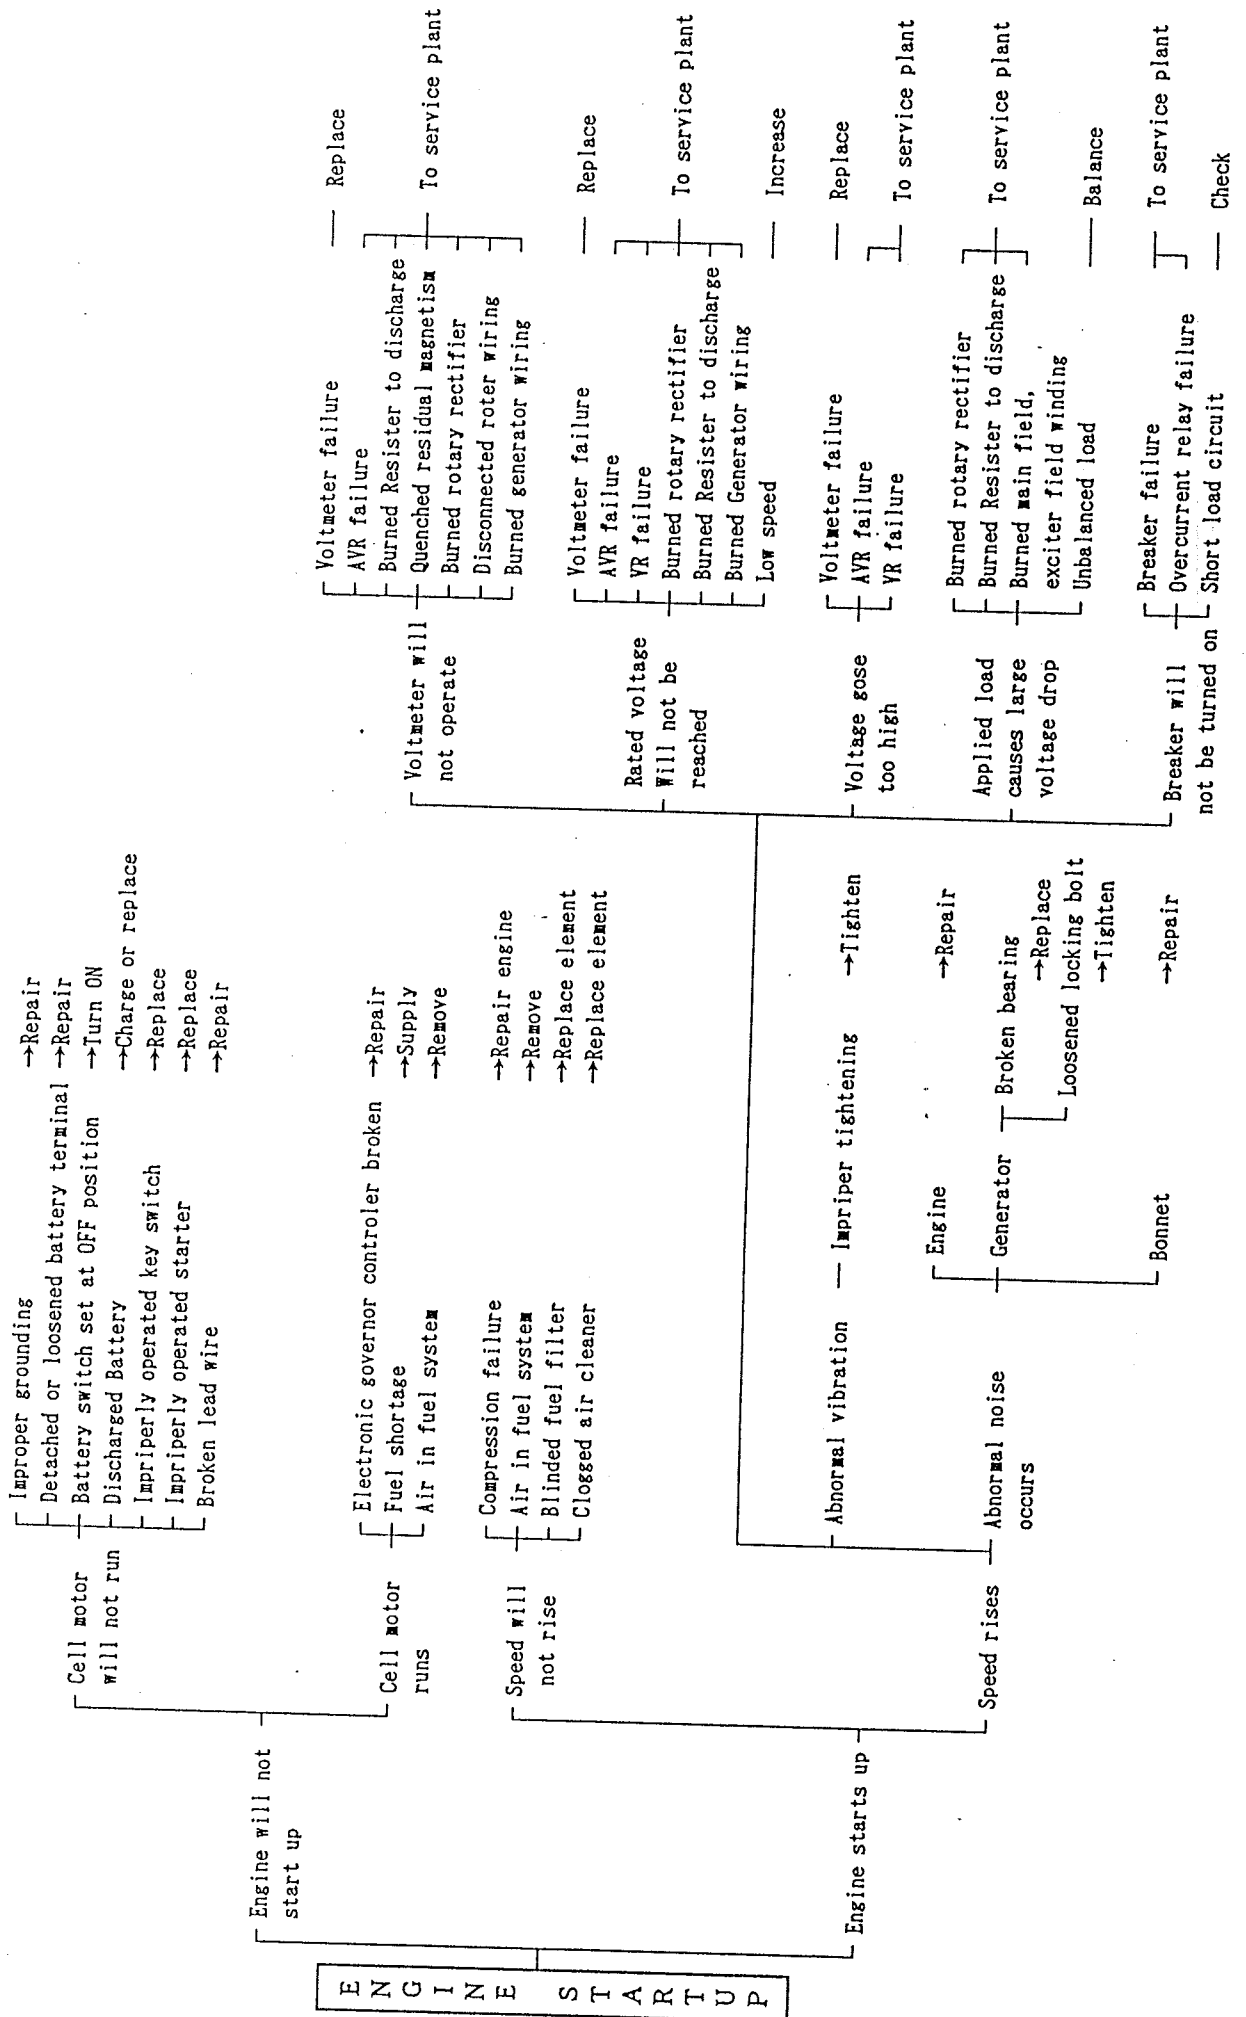 ENGINE STARTUP
Engine will not
start up
Cell motor
will not run
Improper grounding →Repair
Detached or loosened battery terminal →Repair
Battery switch set at OFF position →Turn ON
Discharged Battery →Charge or replace
Impriperly operated key switch →Replace
Impriperly operated starter →Replace
Broken lead wire →Repair
Cell motor
runs
Electronic governor controler broken →Repair
Fuel shortage →Supply
Air in fuel system →Remove
Engine starts up
Speed will
not rise
Compression failure →Repair engine
Air in fuel system →Remove
Blinded fuel filter →Replace element
Clogged air cleaner →Replace element
Speed rises
Voltmeter will
not operate
Voltmeter failure — Replace
AVR failure
Burned Resister to discharge
Quenched residual magnetism To service plant
Burned rotary rectifier
Disconnected roter wiring
Burned generator wiring
Rated voltage
Will not be
reached
Voltmeter failure — Replace
AVR failure
VR failure
Burned rotary rectifier To service plant
Burned Resister to discharge
Burned Generator wiring
Low speed — Increase
Voltage gose
too high
Voltmeter failure — Replace
AVR failure
VR failure To service plant
Applied load
causes large
voltage drop
Burned rotary rectifier
Burned Resister to discharge To service plant
Burned main field,
exciter field winding
Unbalanced load — Balance
Breaker will
not be turned on
Breaker failure To service plant
Overcurrent relay failure
Short load circuit — Check
Abnormal vibration — Impriper tightening →Tighten
Abnormal noise
occurs
Engine →Repair
Generator
Broken bearing
→Replace
Loosened locking bolt
→Tighten
Bonnet →Repair